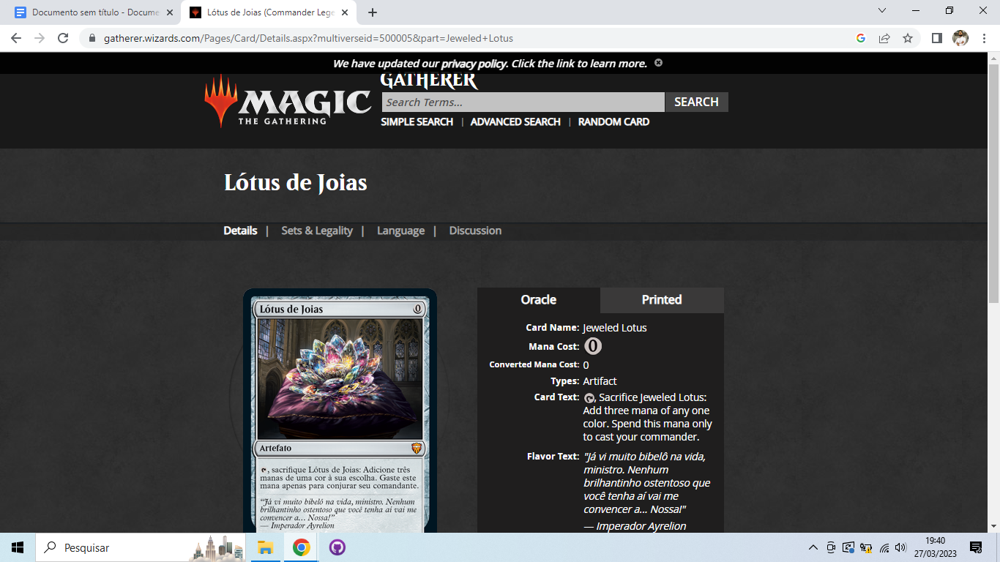 Documento sem título - Docume
Lótus de Joias (Commander Lege
gatherer.wizards.com/Pages/Card/Details.aspx?multiverseid=500005&part=Jeweled+Lotus
We have updated our privacy policy. Click the link to learn more.
GATHERER
MAGIC
THE GATHERING
Search Terms...
SEARCH
SIMPLE SEARCH | ADVANCED SEARCH | RANDOM CARD
Lótus de Joias
Details | Sets & Legality | Language | Discussion
Lótus de Joias 0
Artefato
, sacrifique Lótus de Joias: Adicione três
manas de uma cor à sua escolha. Gaste este
mana apenas para conjurar seu comandante.
“Já vi muito bibelô na vida, ministro. Nenhum
brilhantinho ostentoso que você tenha aí vai me
convencer a… Nossa!”
— Imperador Ayrelion
Oracle
Printed
Card Name: Jeweled Lotus
Mana Cost: 0
Converted Mana Cost: 0
Types: Artifact
Card Text: , Sacrifice Jeweled Lotus:
Add three mana of any one
color. Spend this mana only
to cast your commander.
Flavor Text: "Já vi muito bibelô na vida,
ministro. Nenhum
brilhantinho ostentoso que
você tenha aí vai me
convencer a... Nossa!"
— Imperador Ayrelion
Pesquisar
19:40
27/03/2023